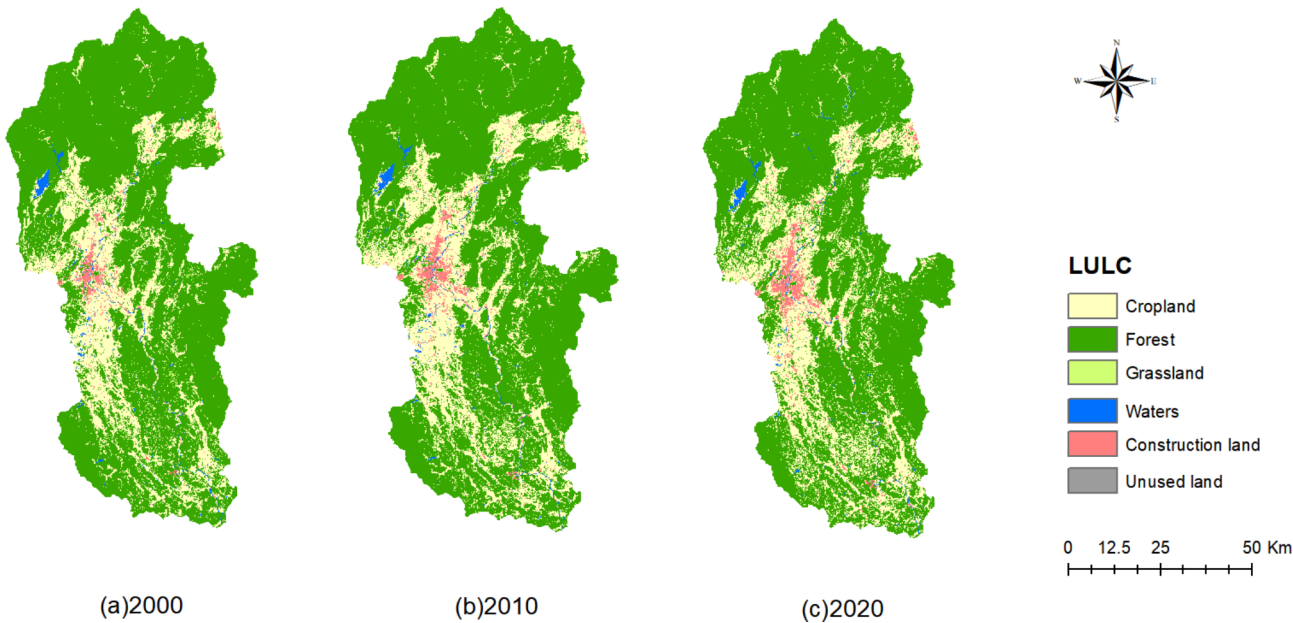 N
W E
S
LULC
Cropland
Forest
Grassland
Waters
Construction land
Unused land
0 12.5 25 50 Km
(a)2000
(b)2010
(c)2020